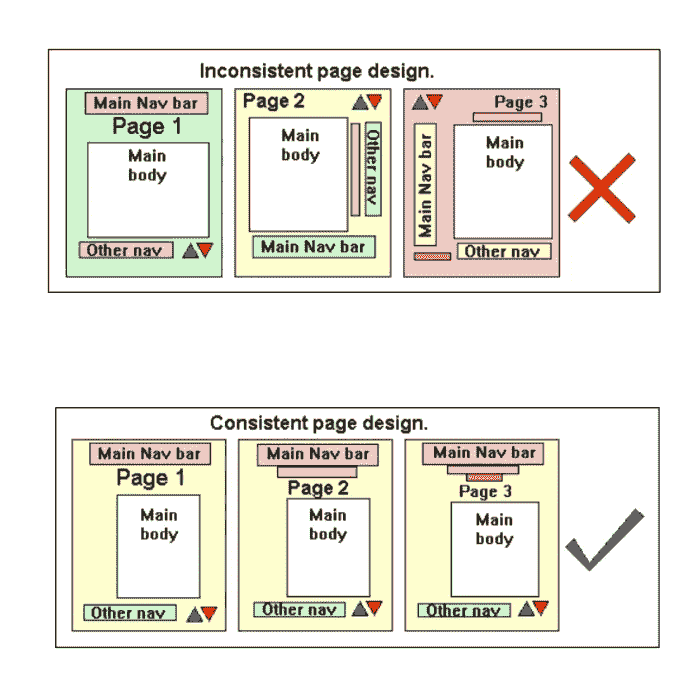 Inconsistent page design.
Main Nav bar
Page 1
Main
body
Other nav
Page 2
Main
body
Other nav
Main Nav bar
Page 3
Main Nav bar
Main
body
Other nav
Consistent page design.
Main Nav bar
Page 1
Main
body
Other nav
Main Nav bar
Page 2
Main
body
Other nav
Main Nav bar
Page 3
Main
body
Other nav